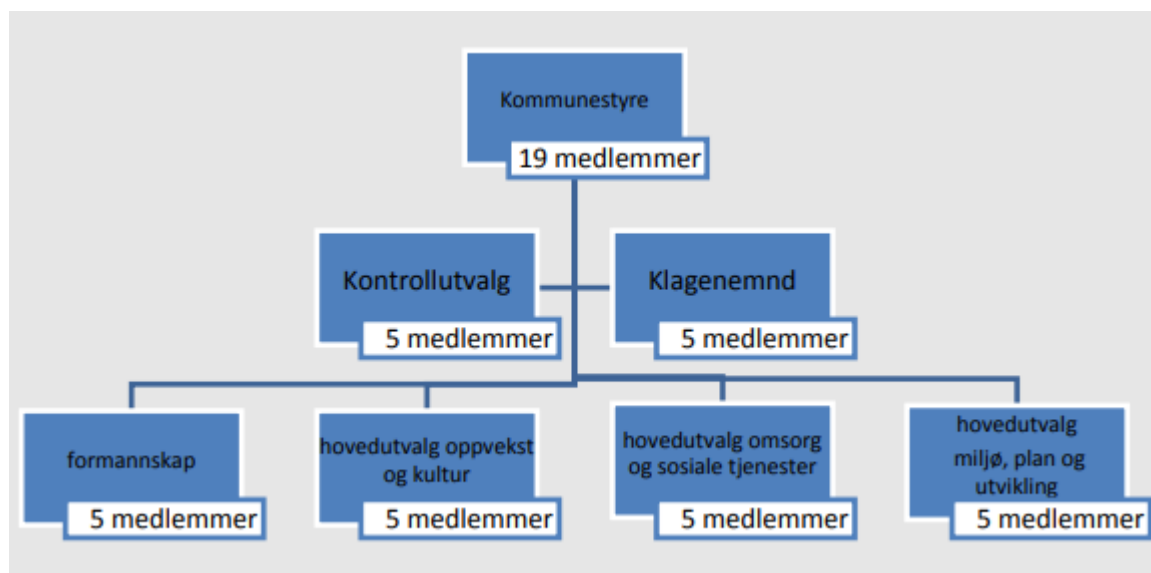 Kommunestyre
19 medlemmer
Kontrollutvalg
5 medlemmer
Klagenemnd
5 medlemmer
formannskap
5 medlemmer
hovedutvalg oppvekst
og kultur
5 medlemmer
hovedutvalg omsorg
og sosiale tjenester
5 medlemmer
hovedutvalg
miljø, plan og
utvikling
5 medlemmer